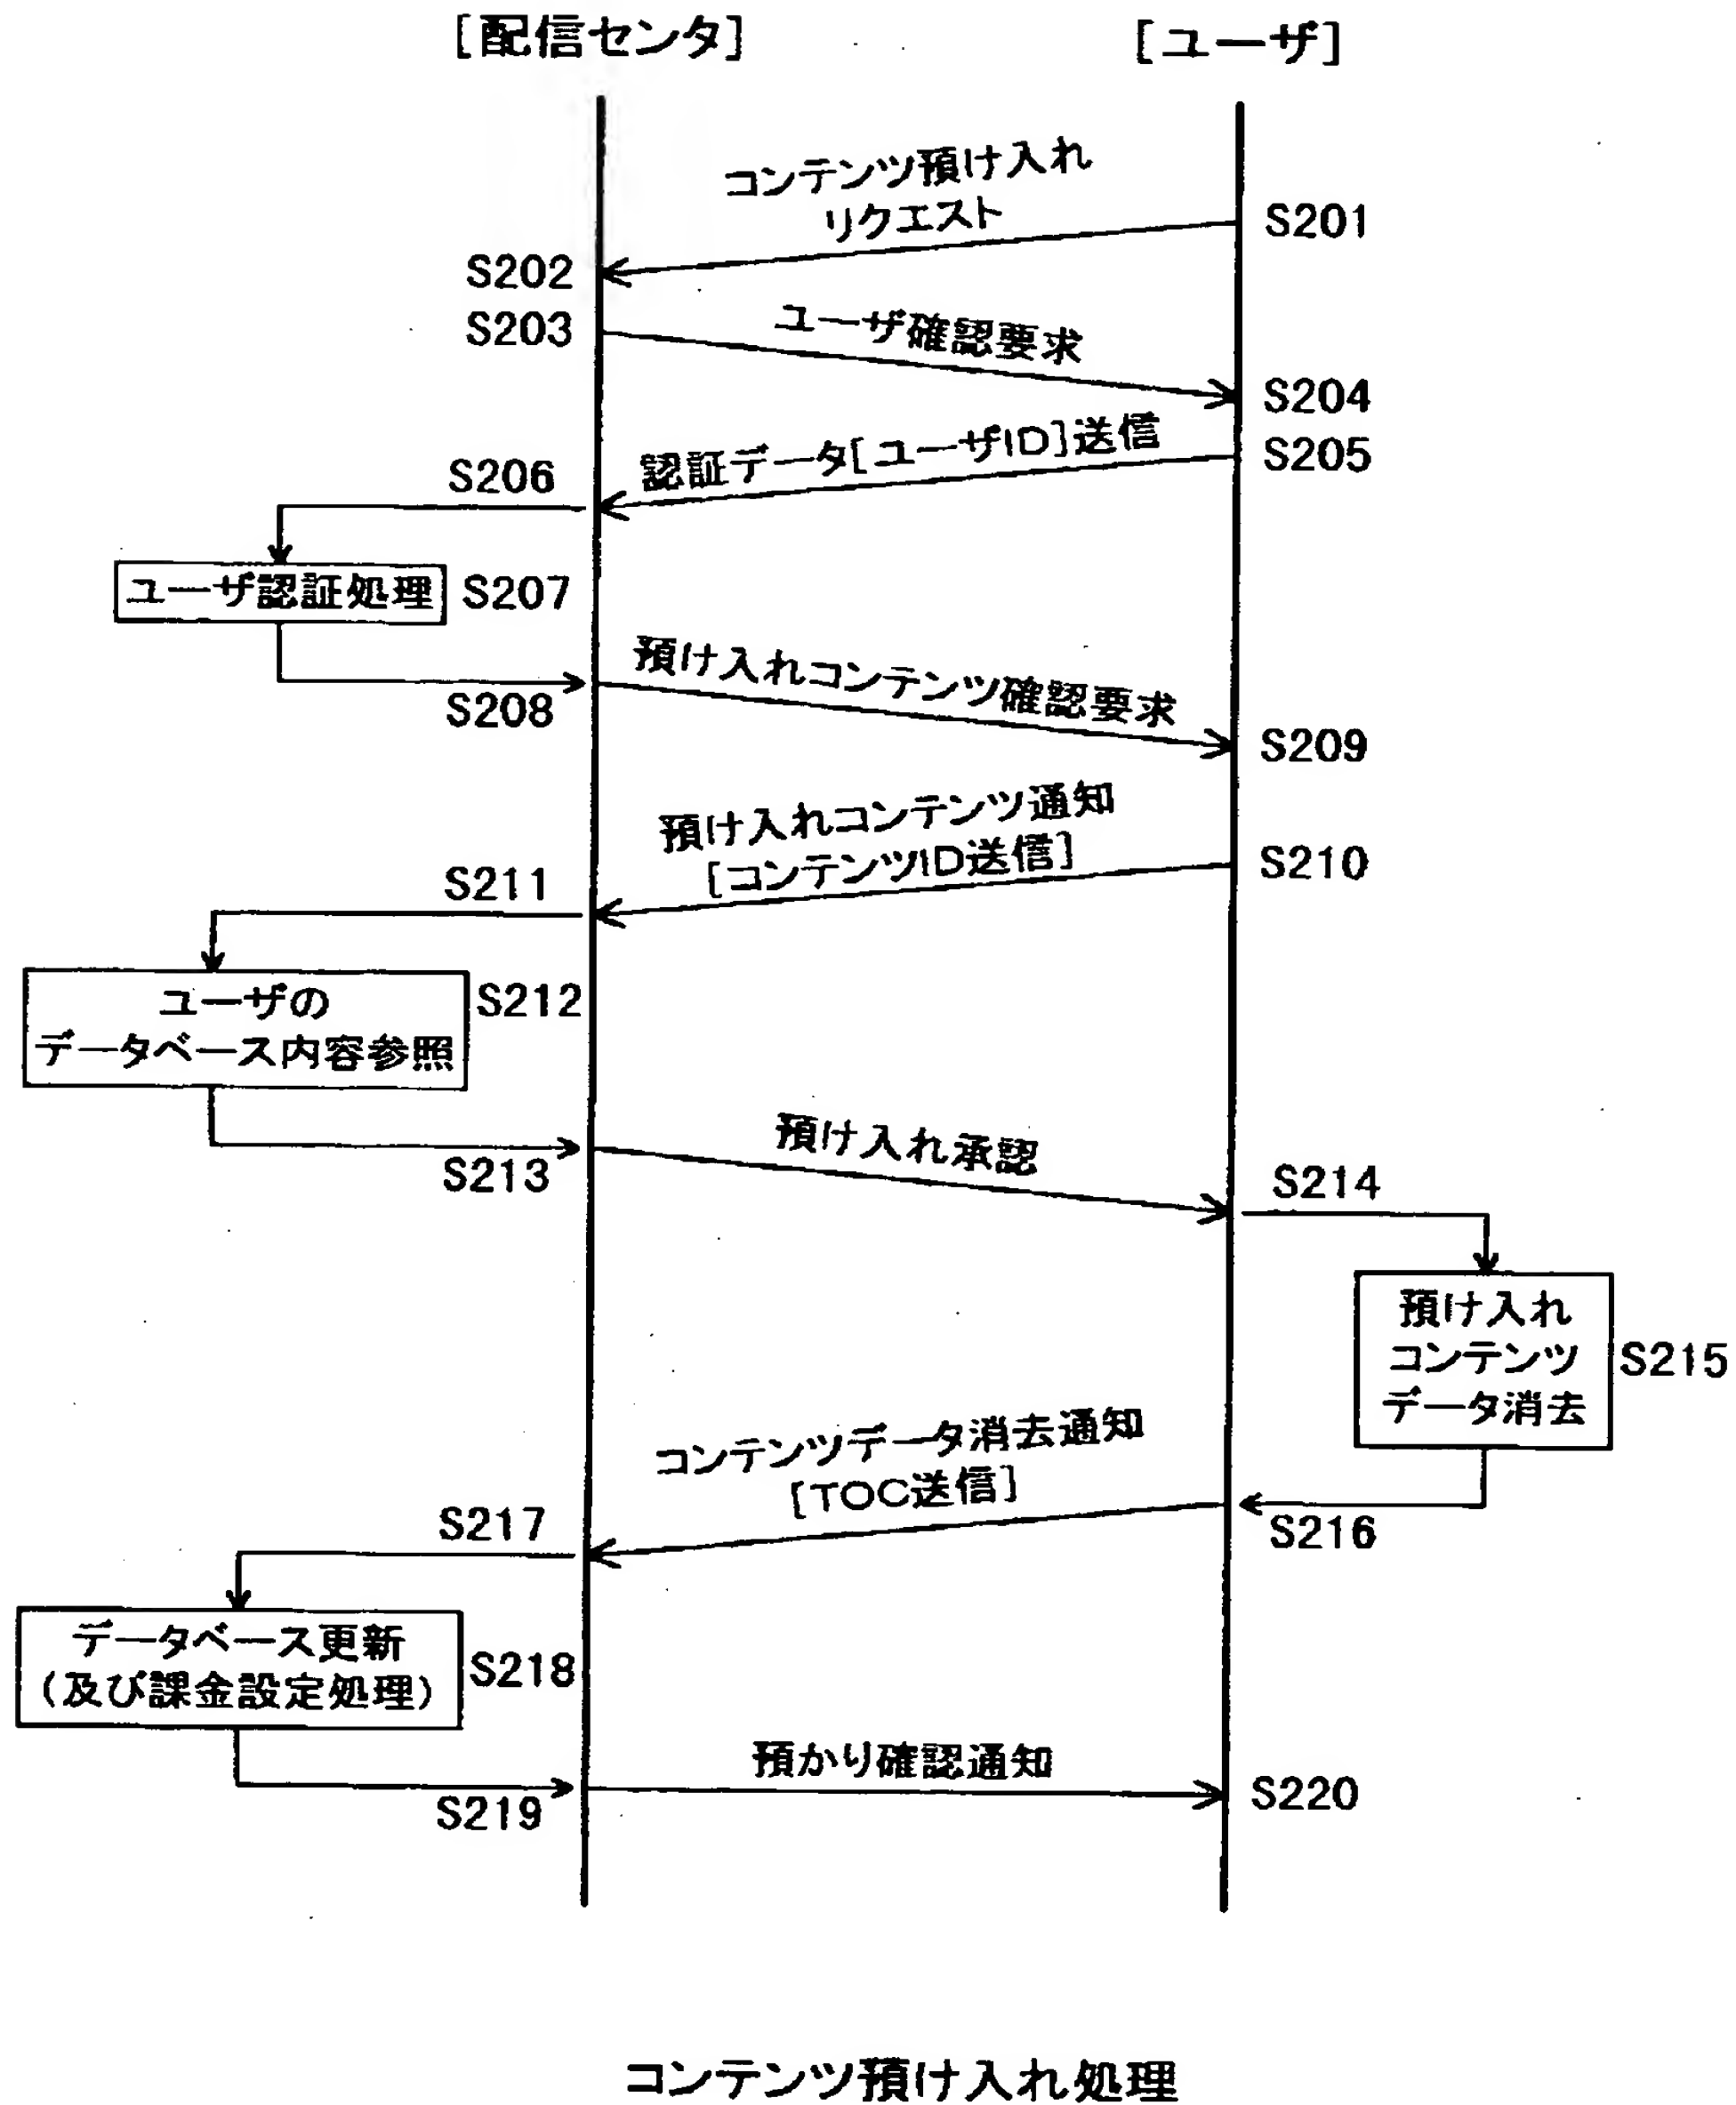 [配信センタ]
[ユーザ]
コンテンツ預け入れ
リクエスト
S201
S202
S203
ユーザ確認要求
S204
認証データ[ユーザID]送信
S205
S206
ユーザ認証処理
S207
預け入れコンテンツ確認要求
S208
S209
預け入れコンテンツ通知
[コンテンツID送信]
S210
S211
ユーザの
データベース内容参照
S212
預け入れ承認
S213
S214
預け入れ
コンテンツ
データ消去
S215
コンテンツデータ消去通知
[TOC送信]
S216
S217
データベース更新
(及び課金設定処理)
S218
預かり確認通知
S219
S220
コンテンツ預け入れ処理